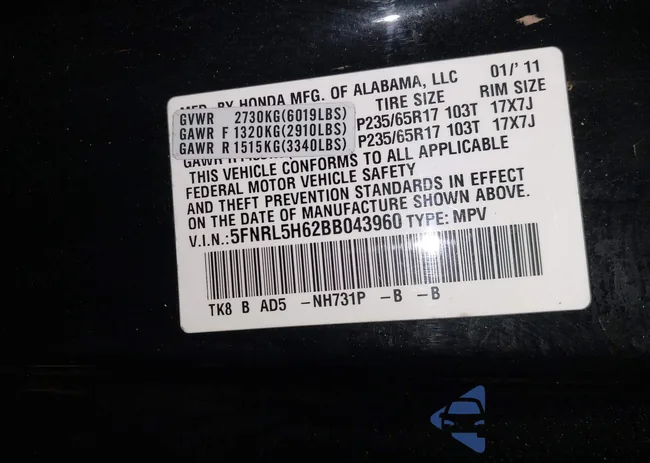 MFD. BY HONDA MFG. OF ALABAMA, LLC 01/'11
TIRE SIZE RIM SIZE
GVWR 2730KG(6019LBS)
GAWR F 1320KG(2910LBS) P235/65R17 103T 17X7J
GAWR R 1515KG(3340LBS) P235/65R17 103T 17X7J
GAWR R
THIS VEHICLE CONFORMS TO ALL APPLICABLE
FEDERAL MOTOR VEHICLE SAFETY
AND THEFT PREVENTION STANDARDS IN EFFECT
ON THE DATE OF MANUFACTURE SHOWN ABOVE.
V.I.N.:5FNRL5H62BB043960 TYPE: MPV
TK8 B AD5 -NH731P -B -B